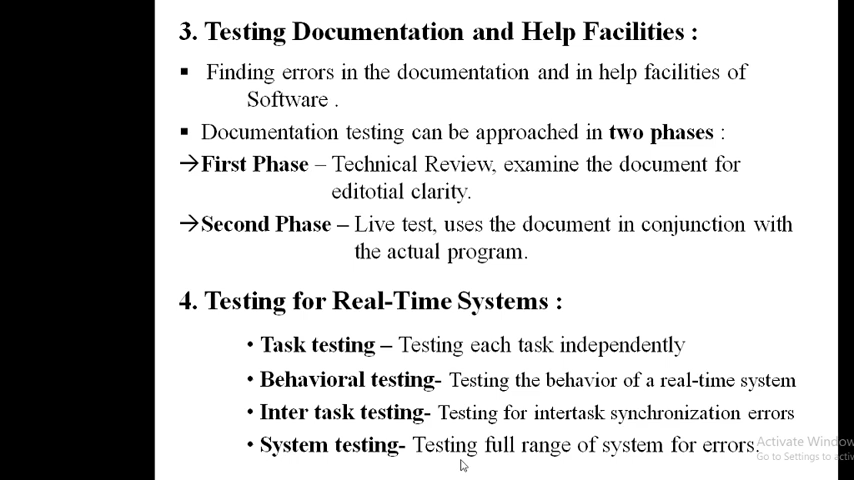 3. Testing Documentation and Help Facilities :
▪ Finding errors in the documentation and in help facilities of
Software .
▪ Documentation testing can be approached in two phases :
→First Phase – Technical Review, examine the document for
editotial clarity.
→Second Phase – Live test, uses the document in conjunction with
the actual program.
4. Testing for Real-Time Systems :
• Task testing – Testing each task independently
• Behavioral testing- Testing the behavior of a real-time system
• Inter task testing- Testing for intertask synchronization errors
• System testing- Testing full range of system for errors.
Activate Window
Go to Settings to activ